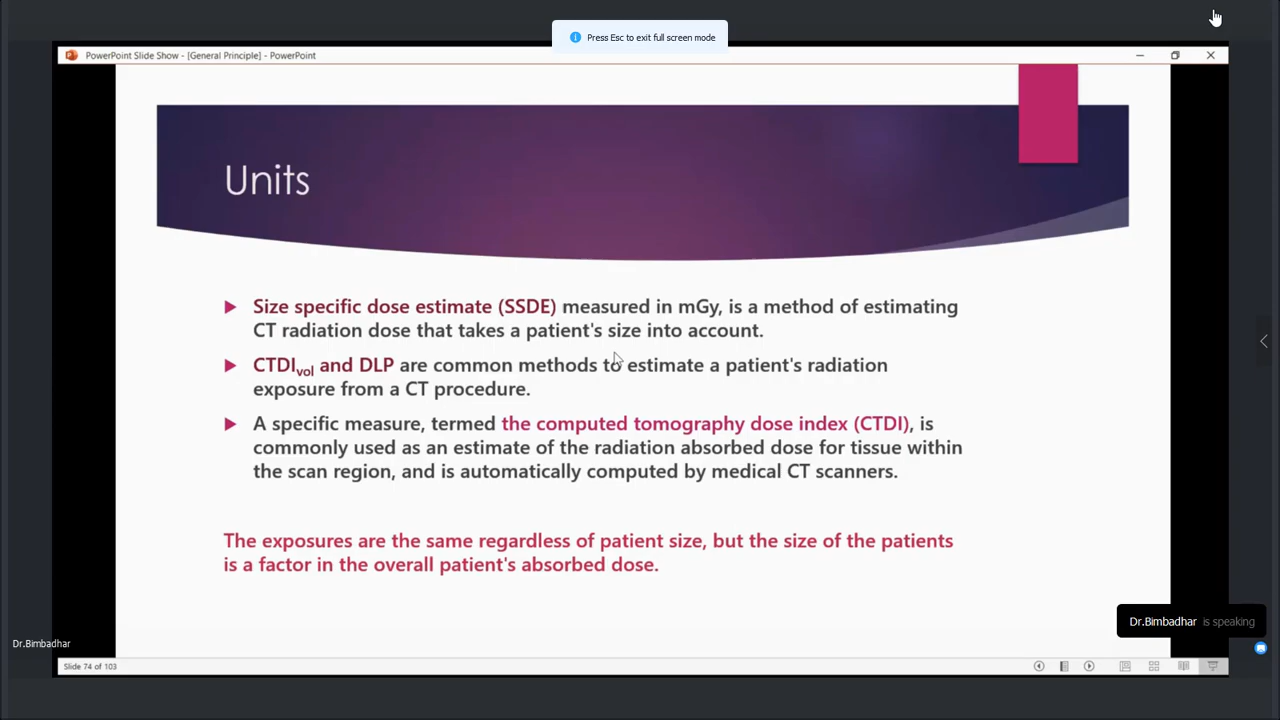 Press Esc to exit full screen mode
PowerPoint Slide Show - [General Principle] - PowerPoint
Units
Size specific dose estimate (SSDE) measured in mGy, is a method of estimating
CT radiation dose that takes a patient's size into account.
CTDIvol and DLP are common methods to estimate a patient's radiation
exposure from a CT procedure.
A specific measure, termed the computed tomography dose index (CTDI), is
commonly used as an estimate of the radiation absorbed dose for tissue within
the scan region, and is automatically computed by medical CT scanners.
The exposures are the same regardless of patient size, but the size of the patients
is a factor in the overall patient's absorbed dose.
Dr.Bimbadhar is speaking
Dr.Bimbadhar
Slide 74 of 103